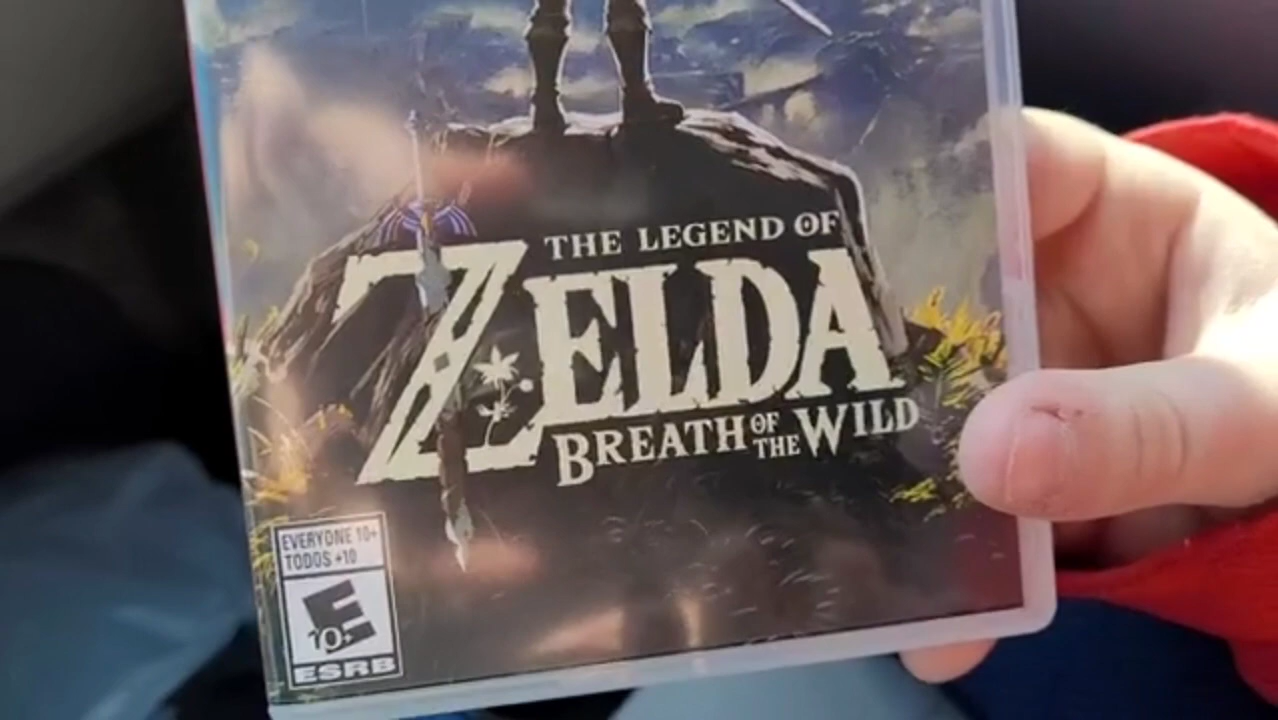 THE LEGEND OF
ZELDA
BREATH OF THE WILD
EVERYONE 10+
TODOS +10
E
10+
ESRB